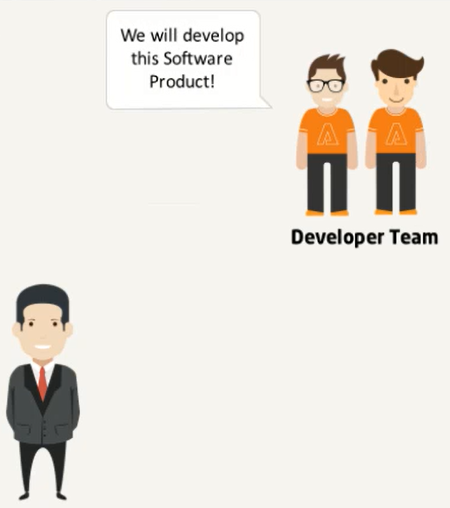 We will develop
this Software
Product!
Developer Team